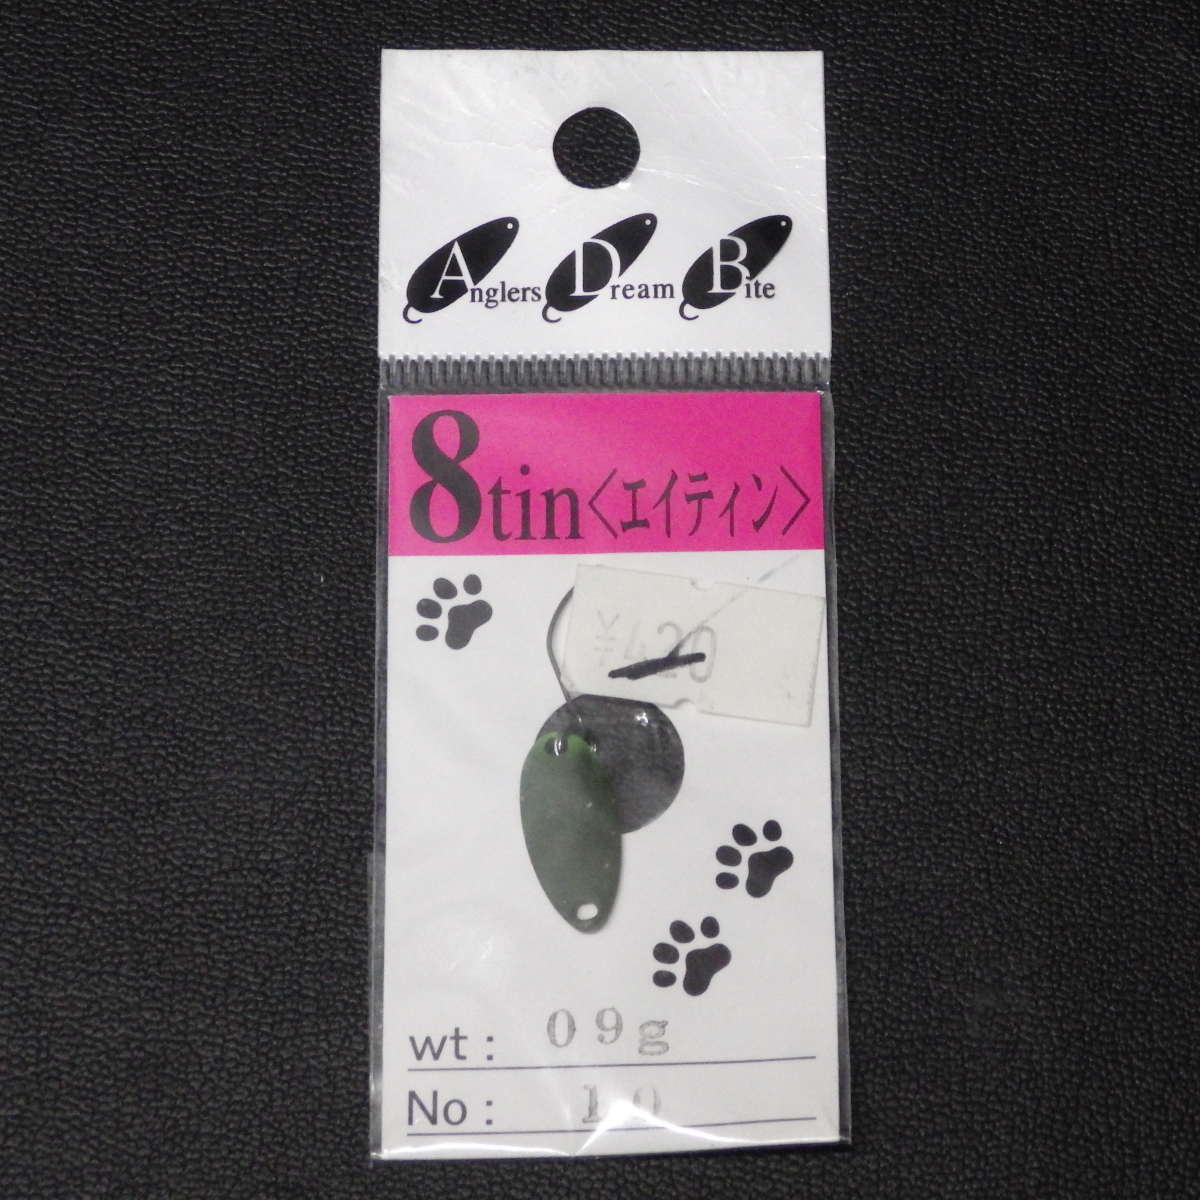 Anglers Dream Bite
8tin〈エイティン〉
¥420
wt: 09g
No: 10